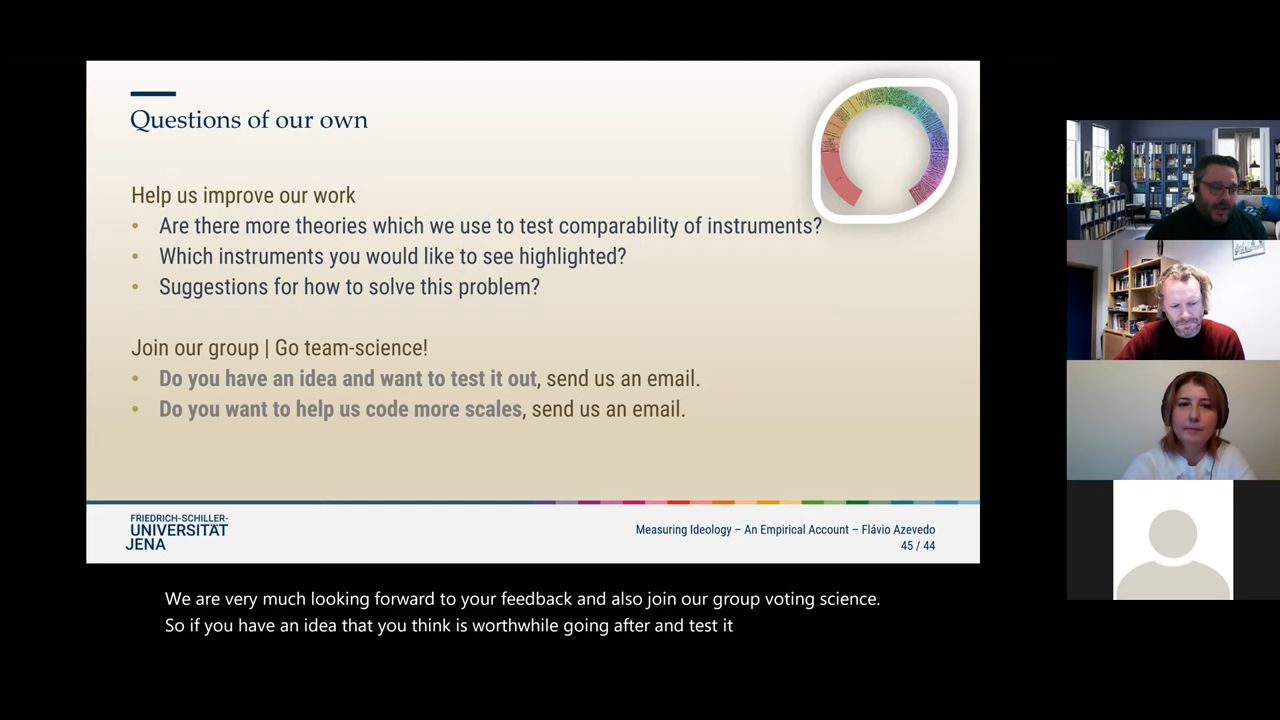 Questions of our own
Help us improve our work
• Are there more theories which we use to test comparability of instruments?
• Which instruments you would like to see highlighted?
• Suggestions for how to solve this problem?
Join our group | Go team-science!
• Do you have an idea and want to test it out, send us an email.
• Do you want to help us code more scales, send us an email.
FRIEDRICH-SCHILLER-
UNIVERSITÄT
JENA
Measuring Ideology – An Empirical Account – Flávio Azevedo
45 / 44
We are very much looking forward to your feedback and also join our group voting science.
So if you have an idea that you think is worthwhile going after and test it